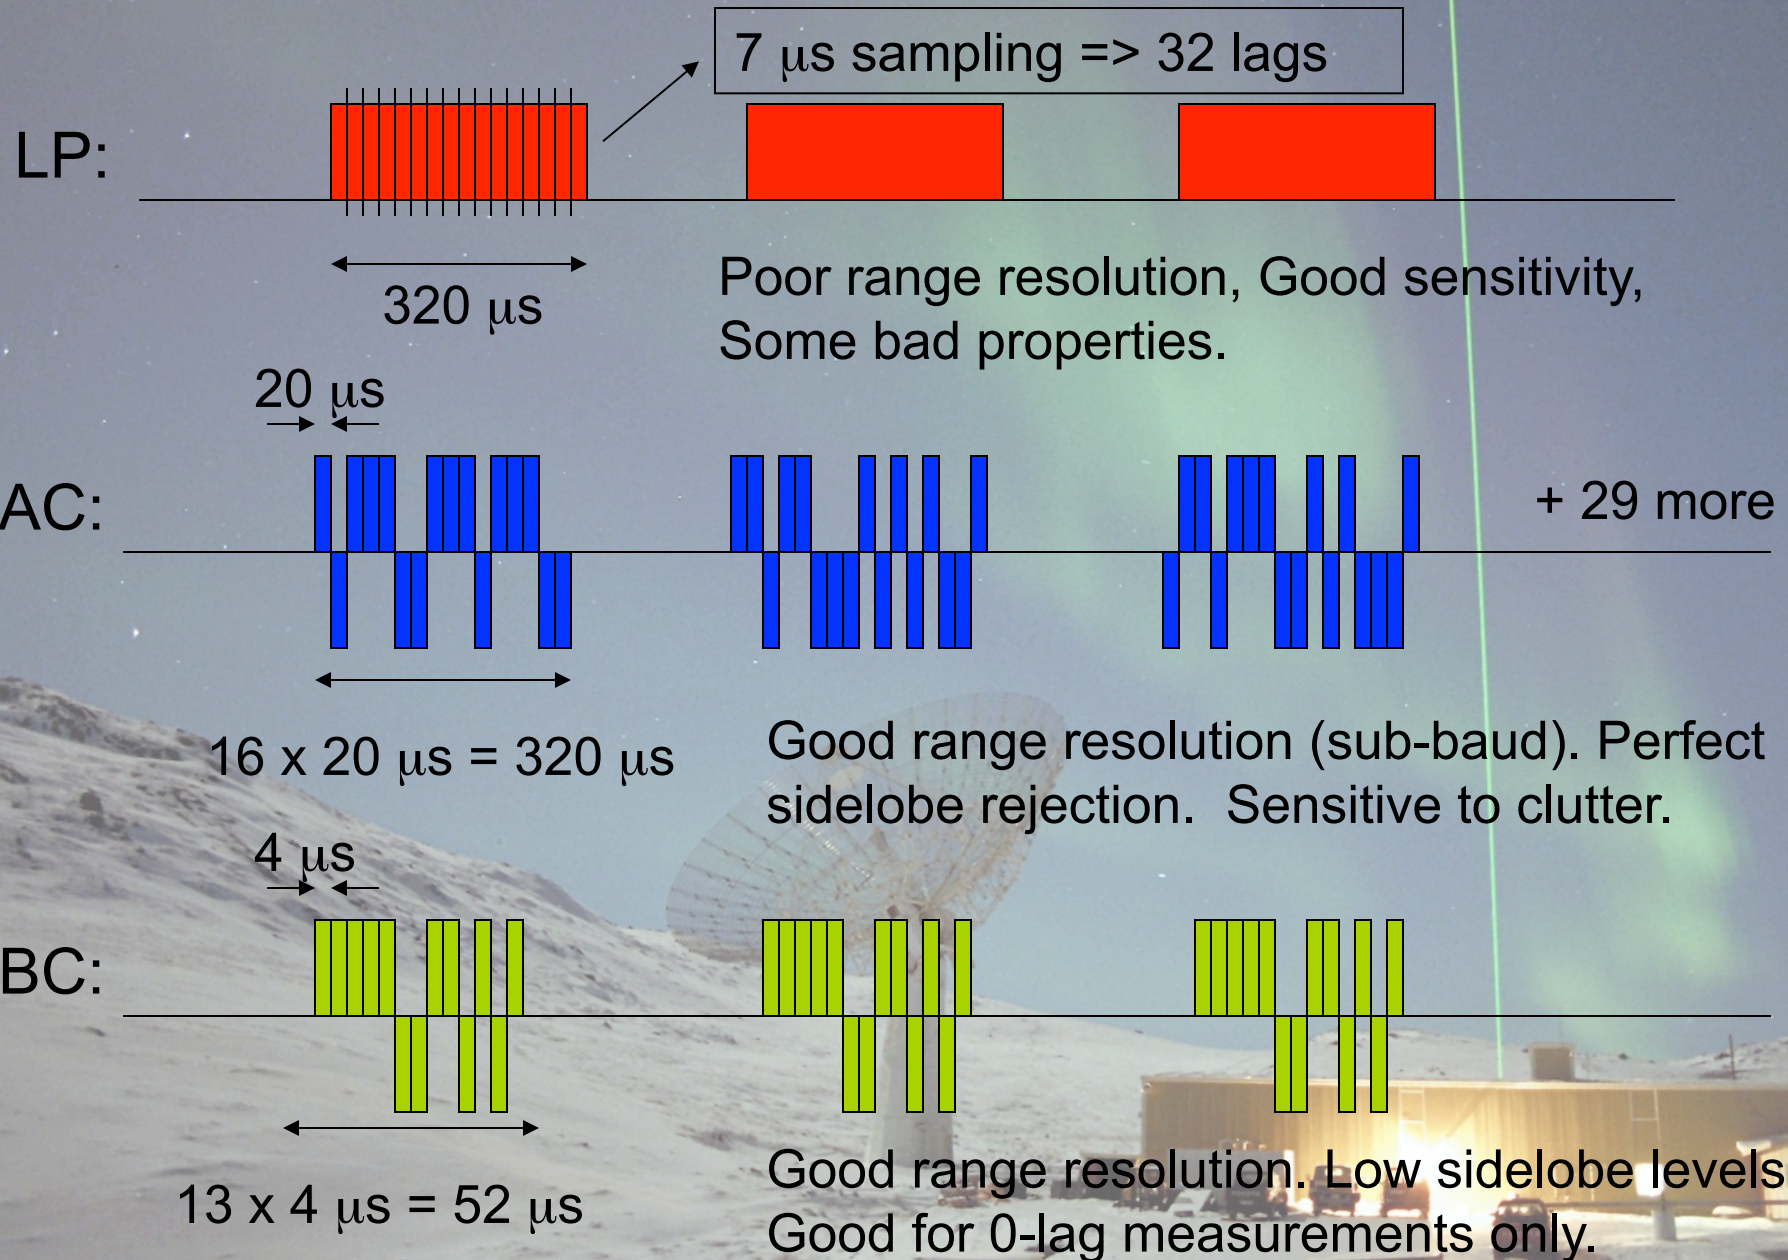 7 μs sampling => 32 lags
LP:
320 μs
Poor range resolution, Good sensitivity,
Some bad properties.
20 μs
AC:
+ 29 more
16 x 20 μs = 320 μs
Good range resolution (sub-baud). Perfect
sidelobe rejection.  Sensitive to clutter.
4 μs
BC:
13 x 4 μs = 52 μs
Good range resolution. Low sidelobe levels
Good for 0-lag measurements only.